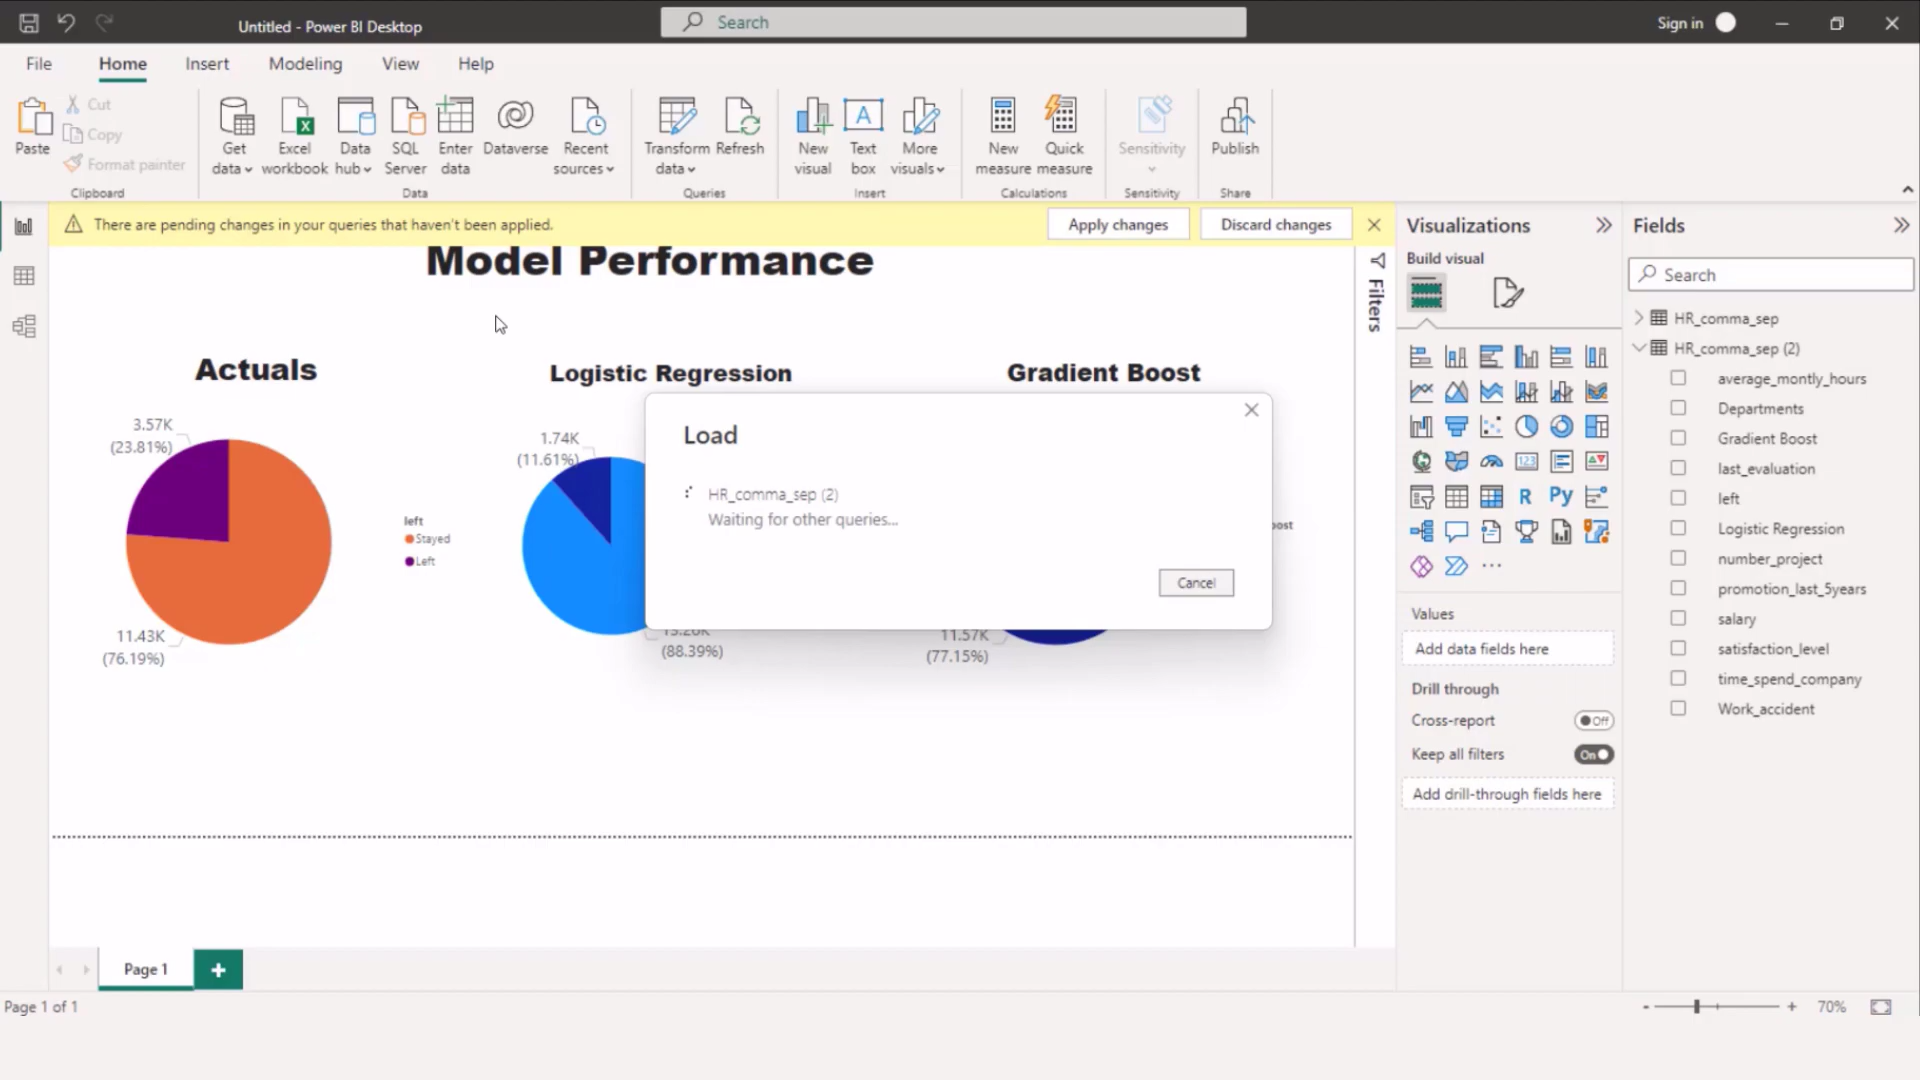 Untitled - Power BI Desktop
Search
Sign in
File
Home
Insert
Modeling
View
Help
Paste
Cut
Copy
Format painter
Clipboard
Get data
Excel workbook
Data hub
SQL Server
Enter data
Dataverse
Recent sources
Data
Transform data
Refresh
Queries
New visual
Text box
More visuals
Insert
New measure
Quick measure
Calculations
Sensitivity
Sensitivity
Publish
Share
There are pending changes in your queries that haven't been applied.
Apply changes
Discard changes
Model Performance
Actuals
Logistic Regression
Gradient Boost
3.57K
(23.81%)
11.43K
(76.19%)
left
Stayed
Left
1.74K
(11.61%)
(88.39%)
11.57K
(77.15%)
Load
HR_comma_sep (2)
Waiting for other queries...
Cancel
Filters
Visualizations
Build visual
123
R
Py
Values
Add data fields here
Drill through
Cross-report
Off
Keep all filters
On
Add drill-through fields here
Fields
Search
HR_comma_sep
HR_comma_sep (2)
average_montly_hours
Departments
Gradient Boost
last_evaluation
left
Logistic Regression
number_project
promotion_last_5years
salary
satisfaction_level
time_spend_company
Work_accident
Page 1
Page 1 of 1
70%